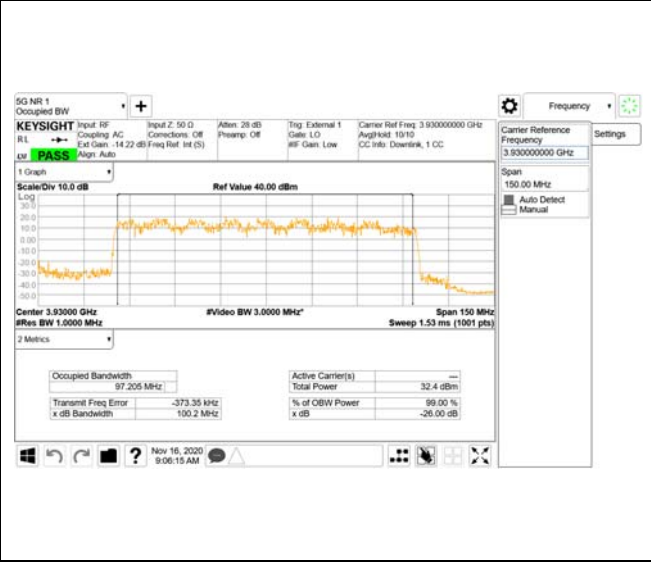 5G NR 1
Occupied BW
Frequency
KEYSIGHT
R L
LW PASS
Input: RF
Coupling: AC
Ext Gain: -14.22 dB
Align: Auto
Input Z: 50 Ω
Corrections: Off
Freq Ref: Int (S)
Atten: 28 dB
Preamp: Off
Trig: External 1
Gate: LO
#IF Gain: Low
Carrier Ref Freq: 3.930000000 GHz
Avg|Hold: 10/10
CC Info: Downlink, 1 CC
Carrier Reference
Frequency
3.930000000 GHz
Settings
Span
150.00 MHz
Auto Detect
Manual
1 Graph
Scale/Div 10.0 dB
Ref Value 40.00 dBm
Log
30.0
20.0
10.0
0.00
-10.0
-20.0
-30.0
-40.0
-50.0
Center 3.93000 GHz
#Video BW 3.0000 MHz*
Span 150 MHz
#Res BW 1.0000 MHz
Sweep 1.53 ms (1001 pts)
2 Metrics
Occupied Bandwidth
97.205 MHz
Transmit Freq Error -373.35 kHz
x dB Bandwidth 100.2 MHz
Active Carrier(s) ---
Total Power 32.4 dBm
% of OBW Power 99.00 %
x dB -26.00 dB
?
Nov 16, 2020
9:06:15 AM